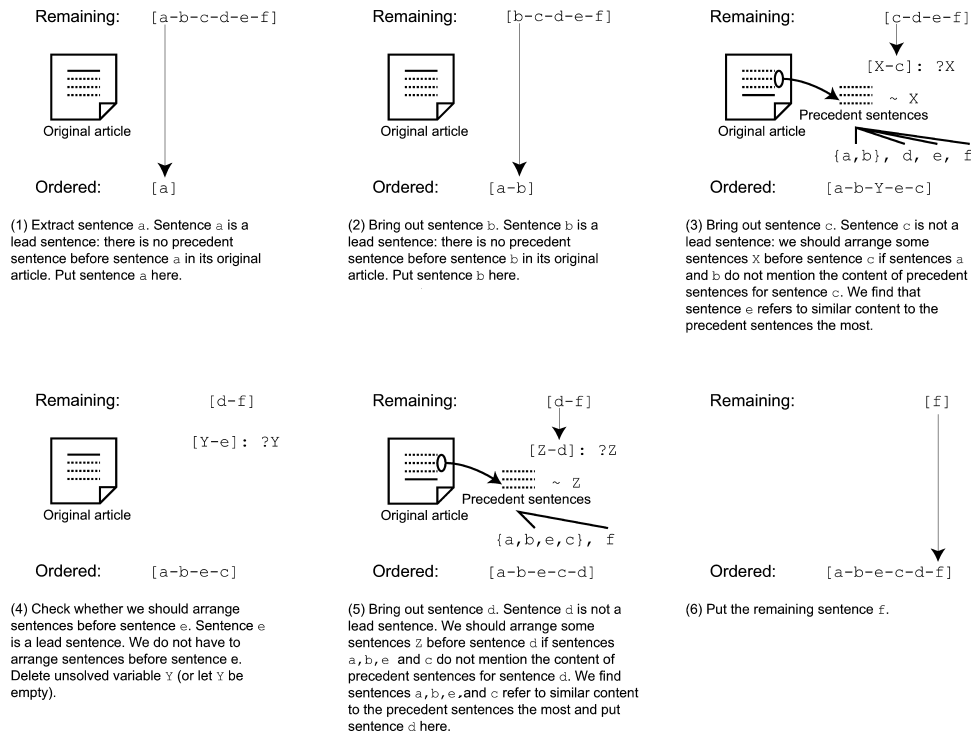 Remaining: [a-b-c-d-e-f]
Original article
Ordered: [a]
(1) Extract sentence a. Sentence a is a
lead sentence: there is no precedent
sentence before sentence a in its original
article. Put sentence a here.
Remaining: [b-c-d-e-f]
Original article
Ordered: [a-b]
(2) Bring out sentence b. Sentence b is a
lead sentence: there is no precedent
sentence before sentence b in its original
article. Put sentence b here.
Remaining: [c-d-e-f]
[X-c]: ?X
~ X
Precedent sentences
Original article
{a,b}, d, e, f
Ordered: [a-b-Y-e-c]
(3) Bring out sentence c. Sentence c is not a
lead sentence: we should arrange some
sentences X before sentence c if sentences a
and b do not mention the content of precedent
sentences for sentence c. We find that
sentence e refers to similar content to the
precedent sentences the most.
Remaining: [d-f]
[Y-e]: ?Y
Original article
Ordered: [a-b-e-c]
(4) Check whether we should arrange
sentences before sentence e. Sentence e
is a lead sentence. We do not have to
arrange sentences before sentence e.
Delete unsolved variable Y (or let Y be
empty).
Remaining: [d-f]
[Z-d]: ?Z
~ Z
Precedent sentences
Original article
{a,b,e,c}, f
Ordered: [a-b-e-c-d]
(5) Bring out sentence d. Sentence d is not a
lead sentence. We should arrange some
sentences Z before sentence d if sentences
a,b,e and c do not mention the content of
precedent sentences for sentence d. We find
sentences a,b,e,and c refer to similar content
to the precedent sentences the most and put
sentence d here.
Remaining: [f]
Ordered: [a-b-e-c-d-f]
(6) Put the remaining sentence f.